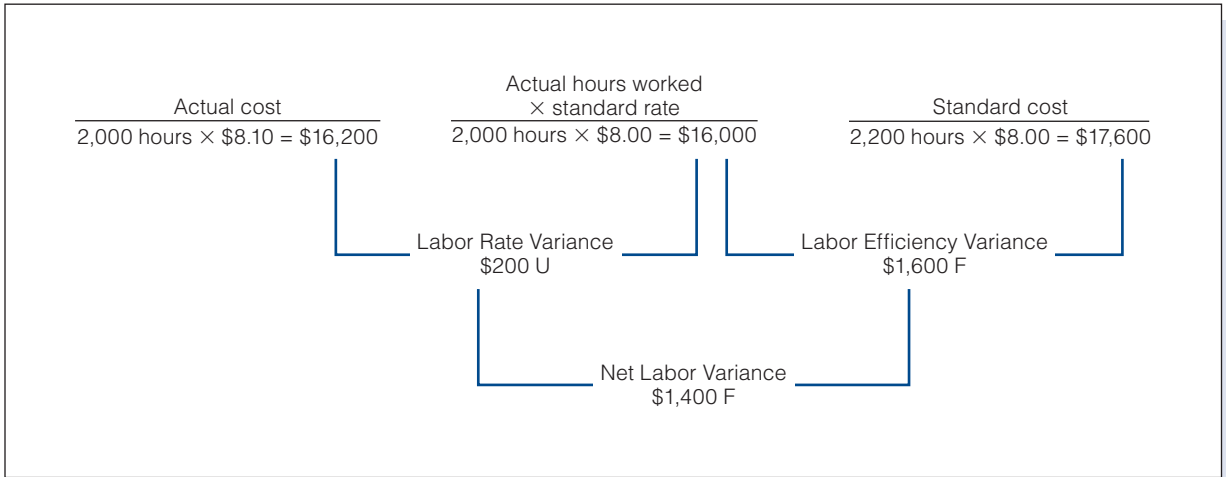 Actual cost
2,000 hours × $8.10 = $16,200
Actual hours worked
× standard rate
2,000 hours × $8.00 = $16,000
Standard cost
2,200 hours × $8.00 = $17,600
Labor Rate Variance
$200 U
Labor Efficiency Variance
$1,600 F
Net Labor Variance
$1,400 F